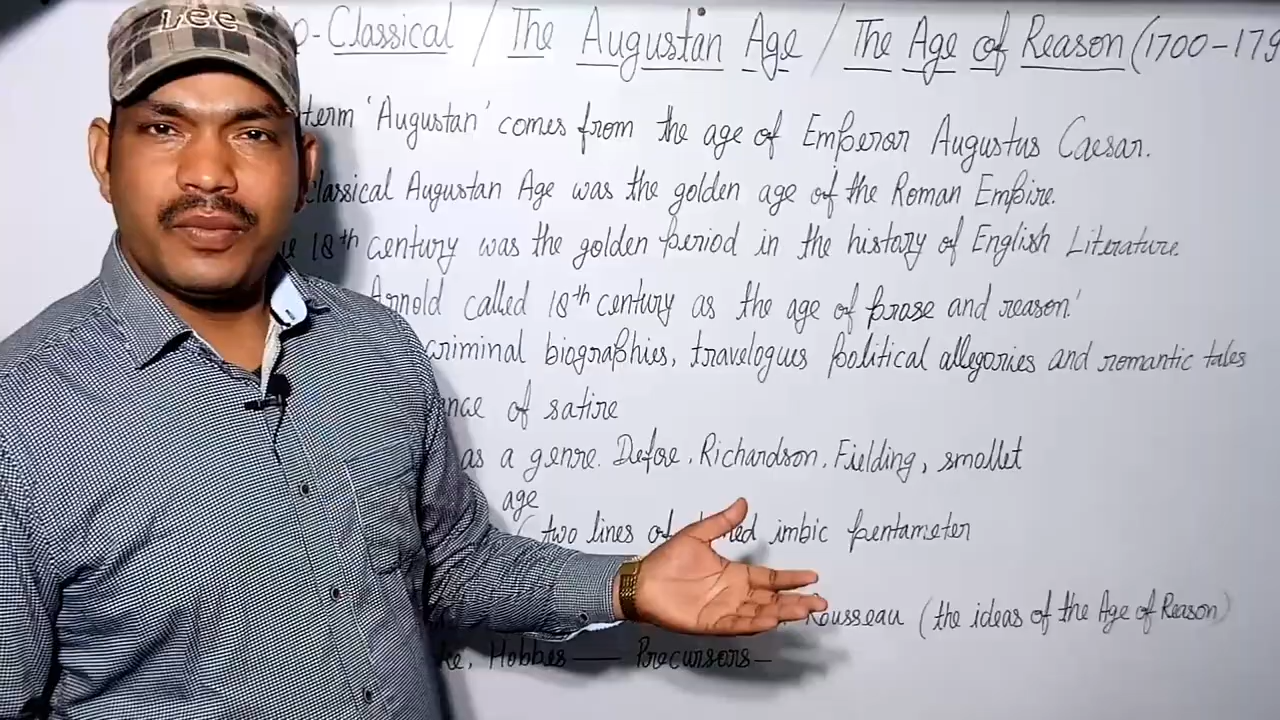 Lee
o-Classical / The Augustan Age / The Age of Reason (1700-179
term 'Augustan' comes from the age of Emperor Augustus Caesar.
classical Augustan Age was the golden age of the Roman Empire.
18th century was the golden period in the history of English Literature.
Arnold called 18th century as the age of prose and reason'
criminal biographies, travelogues political allegories and romantic tales
nce of satire
as a genre. Defoe, Richardson, Fielding, smollet
age
( two lines of imbic pentameter
Rousseau (the ideas of the Age of Reason)
ke, Hobbes — Precursors-